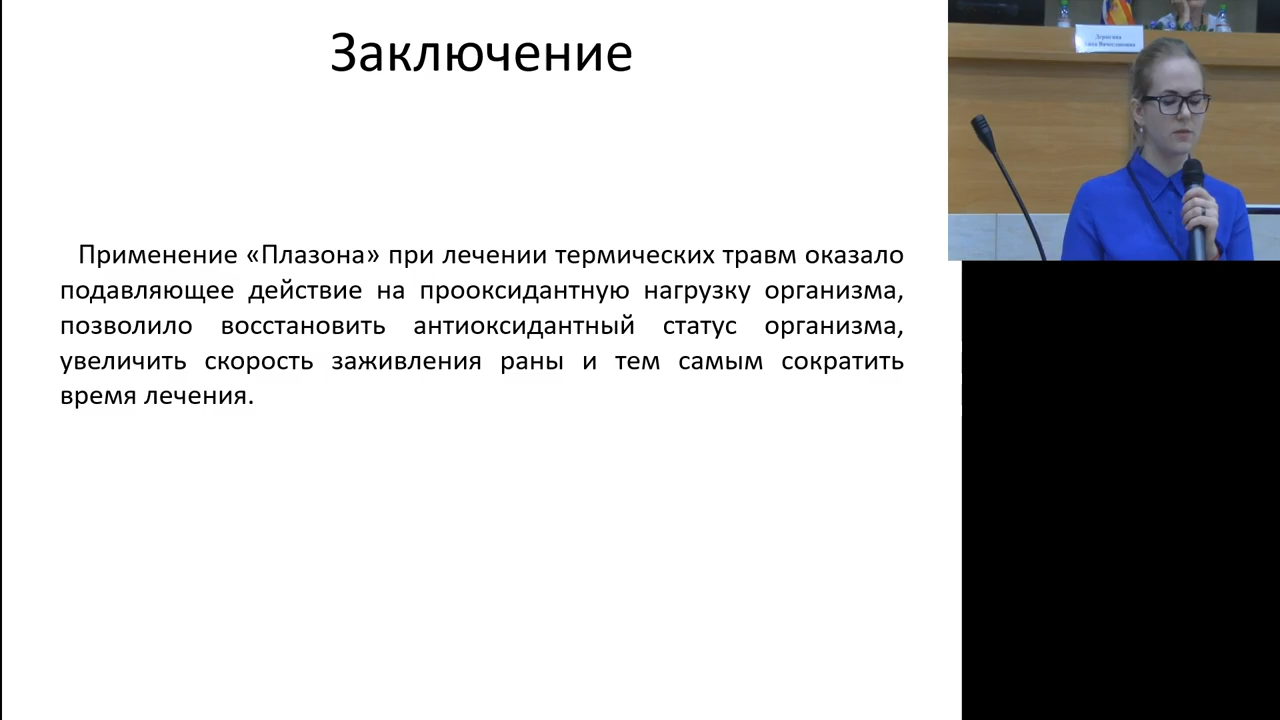 Заключение
Применение «Плазона» при лечении термических травм оказало
подавляющее действие на прооксидантную нагрузку организма,
позволило восстановить антиоксидантный статус организма,
увеличить скорость заживления раны и тем самым сократить
время лечения.